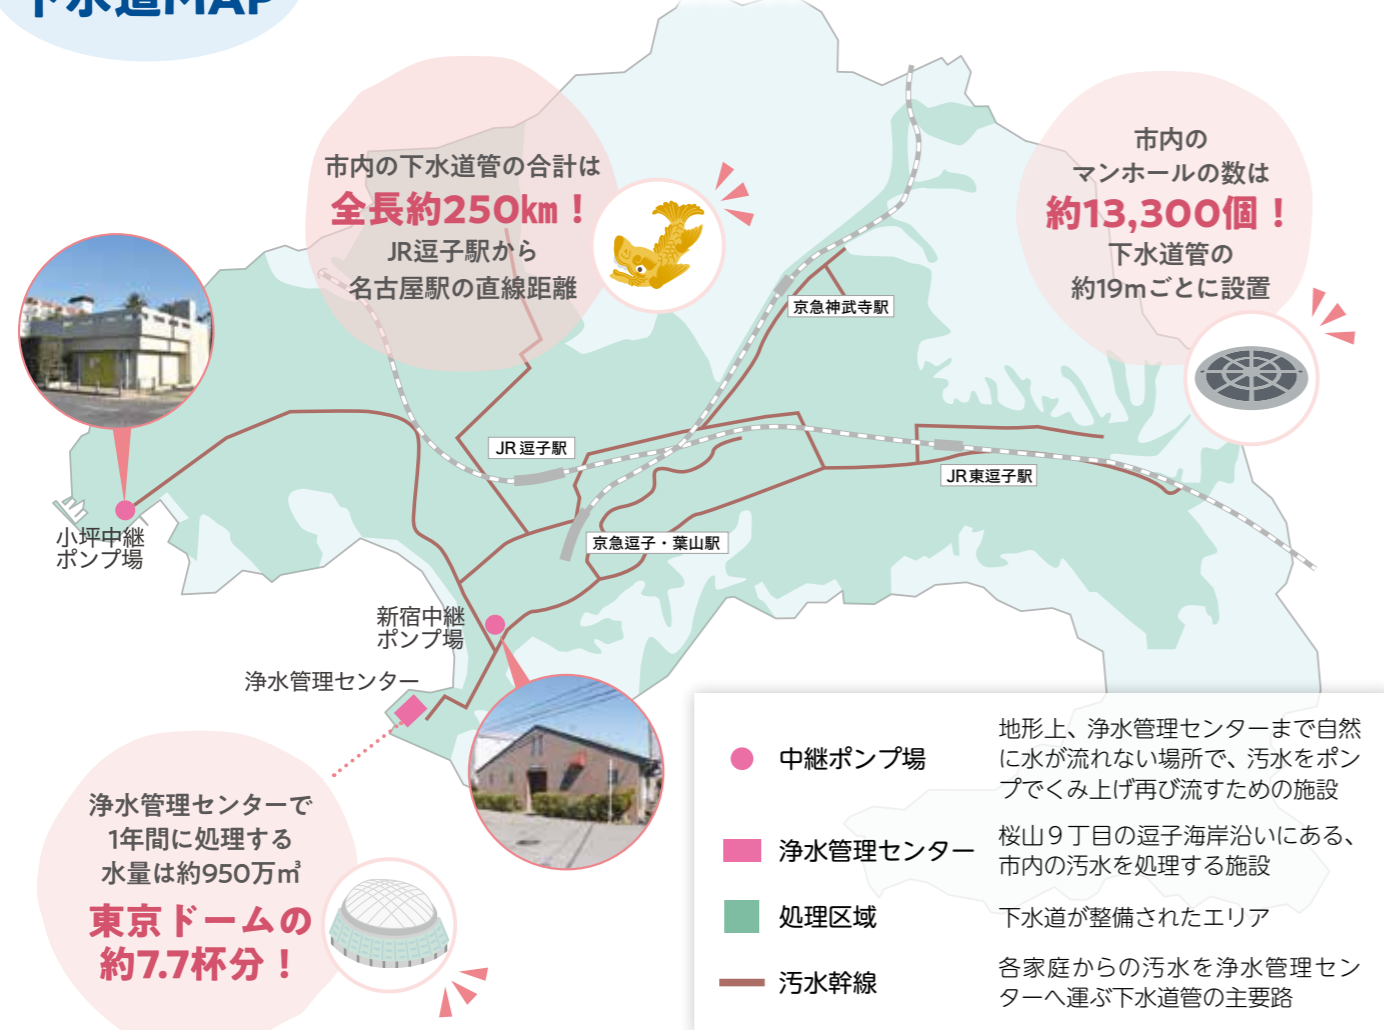 下水道MAP
市内の下水道管の合計は
全長約250㎞！
JR逗子駅から
名古屋駅の直線距離
市内の
マンホールの数は
約13,300個！
下水道管の
約19mごとに設置
京急神武寺駅
JR逗子駅
JR東逗子駅
京急逗子・葉山駅
小坪中継
ポンプ場
新宿中継
ポンプ場
浄水管理センター
浄水管理センターで
1年間に処理する
水量は約950万㎥
東京ドームの
約7.7杯分！
中継ポンプ場
地形上、浄水管理センターまで自然
に水が流れない場所で、汚水をポン
プでくみ上げ再び流すための施設
浄水管理センター
桜山９丁目の逗子海岸沿いにある、
市内の汚水を処理する施設
処理区域
下水道が整備されたエリア
汚水幹線
各家庭からの汚水を浄水管理セン
ターへ運ぶ下水道管の主要路